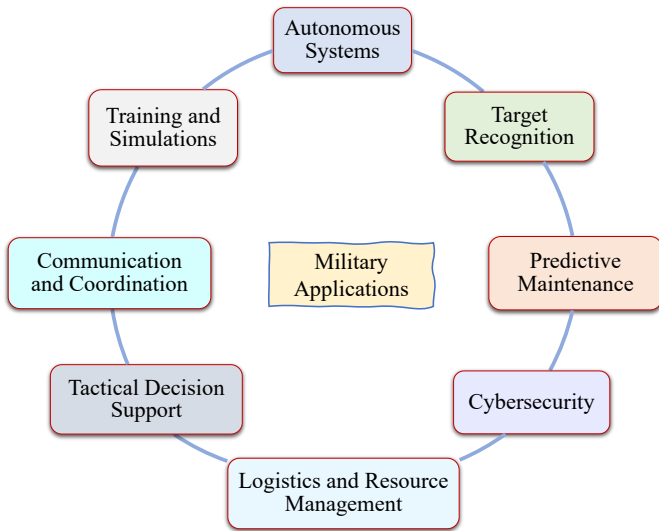 Autonomous
Systems
Training and
Simulations
Target
Recognition
Communication
and Coordination
Military
Applications
Predictive
Maintenance
Tactical Decision
Support
Cybersecurity
Logistics and Resource
Management